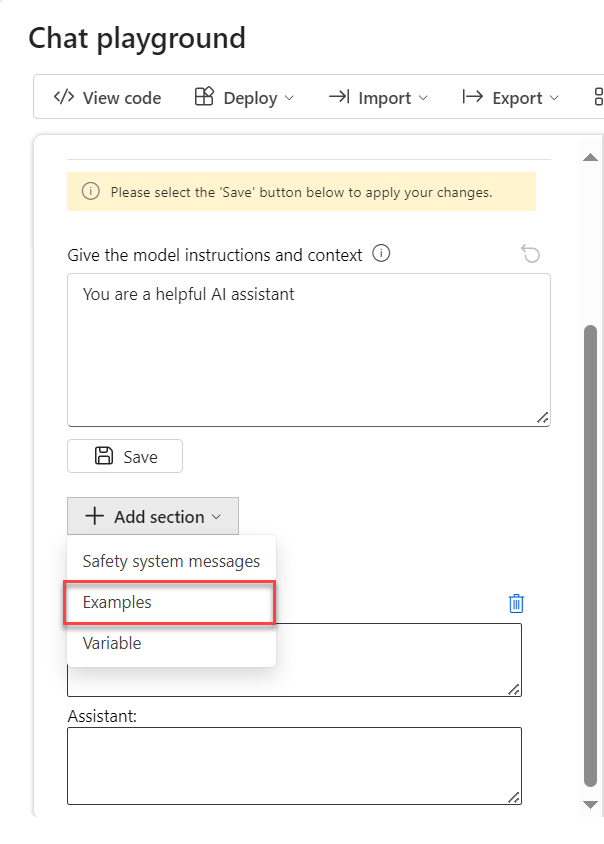 Chat playground
</> View code Deploy Import Export
Please select the 'Save' button below to apply your changes.
Give the model instructions and context
You are a helpful AI assistant
Save
Add section
Safety system messages
Examples
Variable
Assistant: